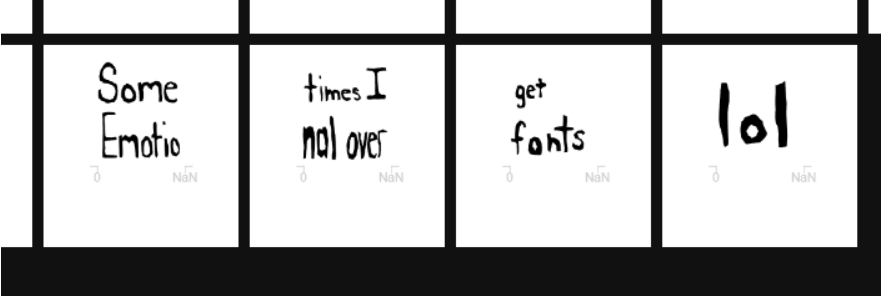 Some times I get
Emotio nal over fonts
lol
0 NaN 0 NaN 0 NaN 0 NaN